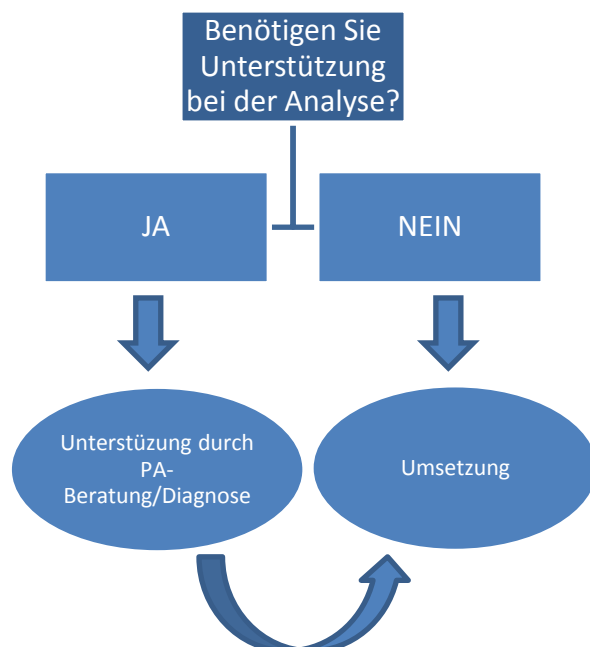 Benötigen Sie
Unterstützung
bei der Analyse?
JA
NEIN
Unterstüzung durch
PA-
Beratung/Diagnose
Umsetzung